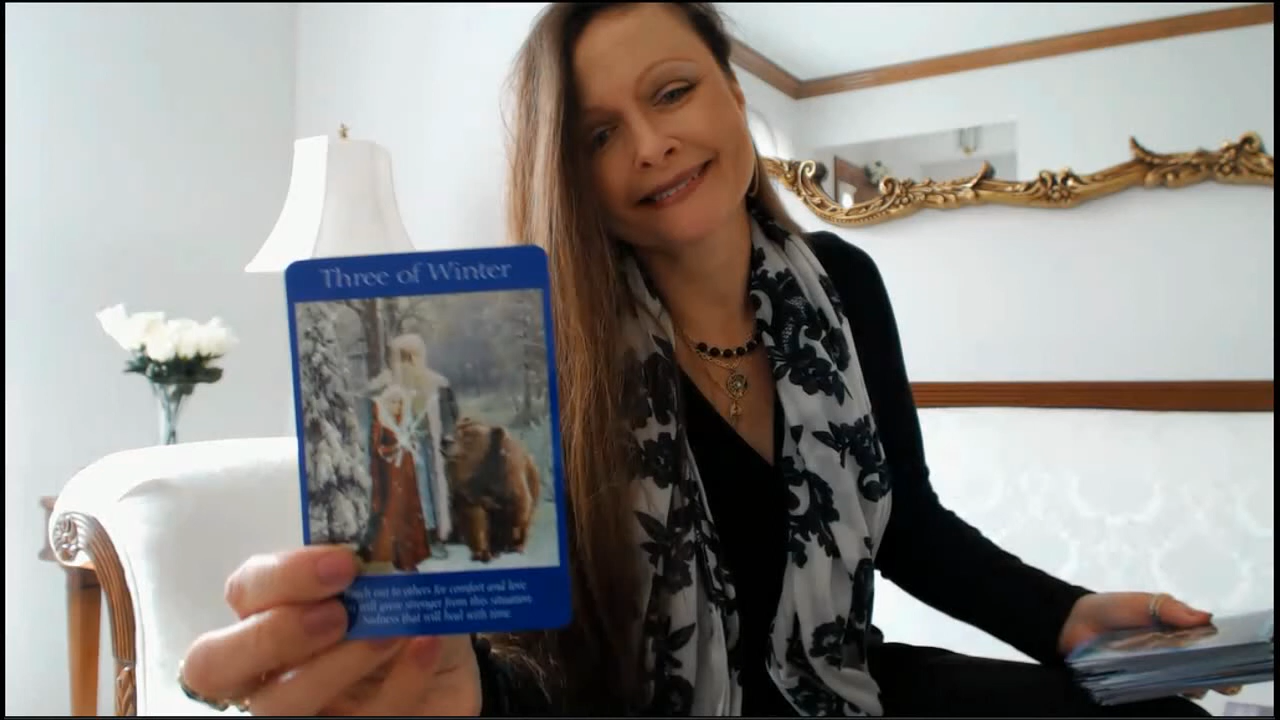 Three of Winter
out to others for comfort and love
will grow stronger from this situation.
Sadness that will heal with time